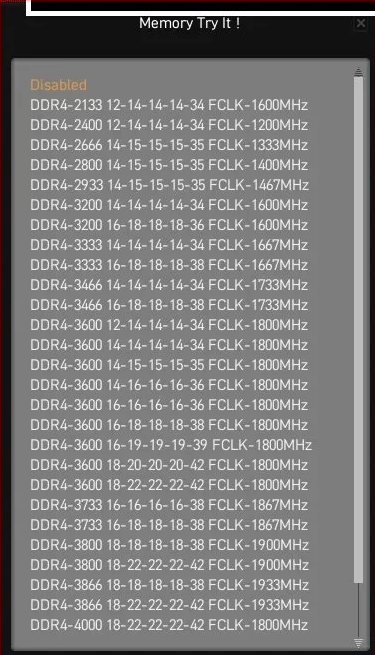 Memory Try It !
Disabled
DDR4-2133 12-14-14-14-34 FCLK-1600MHz
DDR4-2400 12-14-14-14-34 FCLK-1200MHz
DDR4-2666 14-15-15-15-35 FCLK-1333MHz
DDR4-2800 14-15-15-15-35 FCLK-1400MHz
DDR4-2933 14-15-15-15-35 FCLK-1467MHz
DDR4-3200 14-14-14-14-34 FCLK-1600MHz
DDR4-3200 16-18-18-18-36 FCLK-1600MHz
DDR4-3333 14-14-14-14-34 FCLK-1667MHz
DDR4-3333 16-18-18-18-38 FCLK-1667MHz
DDR4-3466 14-14-14-14-34 FCLK-1733MHz
DDR4-3466 16-18-18-18-38 FCLK-1733MHz
DDR4-3600 12-14-14-14-34 FCLK-1800MHz
DDR4-3600 14-14-14-14-34 FCLK-1800MHz
DDR4-3600 14-15-15-15-35 FCLK-1800MHz
DDR4-3600 14-16-16-16-36 FCLK-1800MHz
DDR4-3600 16-16-16-16-36 FCLK-1800MHz
DDR4-3600 16-18-18-18-38 FCLK-1800MHz
DDR4-3600 16-19-19-19-39 FCLK-1800MHz
DDR4-3600 18-20-20-20-42 FCLK-1800MHz
DDR4-3600 18-22-22-22-42 FCLK-1800MHz
DDR4-3733 16-16-16-16-38 FCLK-1867MHz
DDR4-3733 16-18-18-18-38 FCLK-1867MHz
DDR4-3800 18-18-18-18-38 FCLK-1900MHz
DDR4-3800 18-22-22-22-42 FCLK-1900MHz
DDR4-3866 18-18-18-18-38 FCLK-1933MHz
DDR4-3866 18-22-22-22-42 FCLK-1933MHz
DDR4-4000 18-22-22-22-42 FCLK-1800MHz